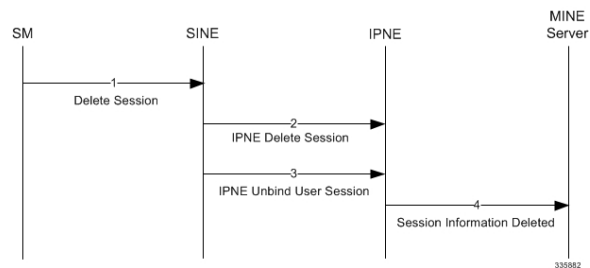 SM
SINE
IPNE
MINE
Server
1
Delete Session
2
IPNE Delete Session
3
IPNE Unbind User Session
4
Session Information Deleted
335882